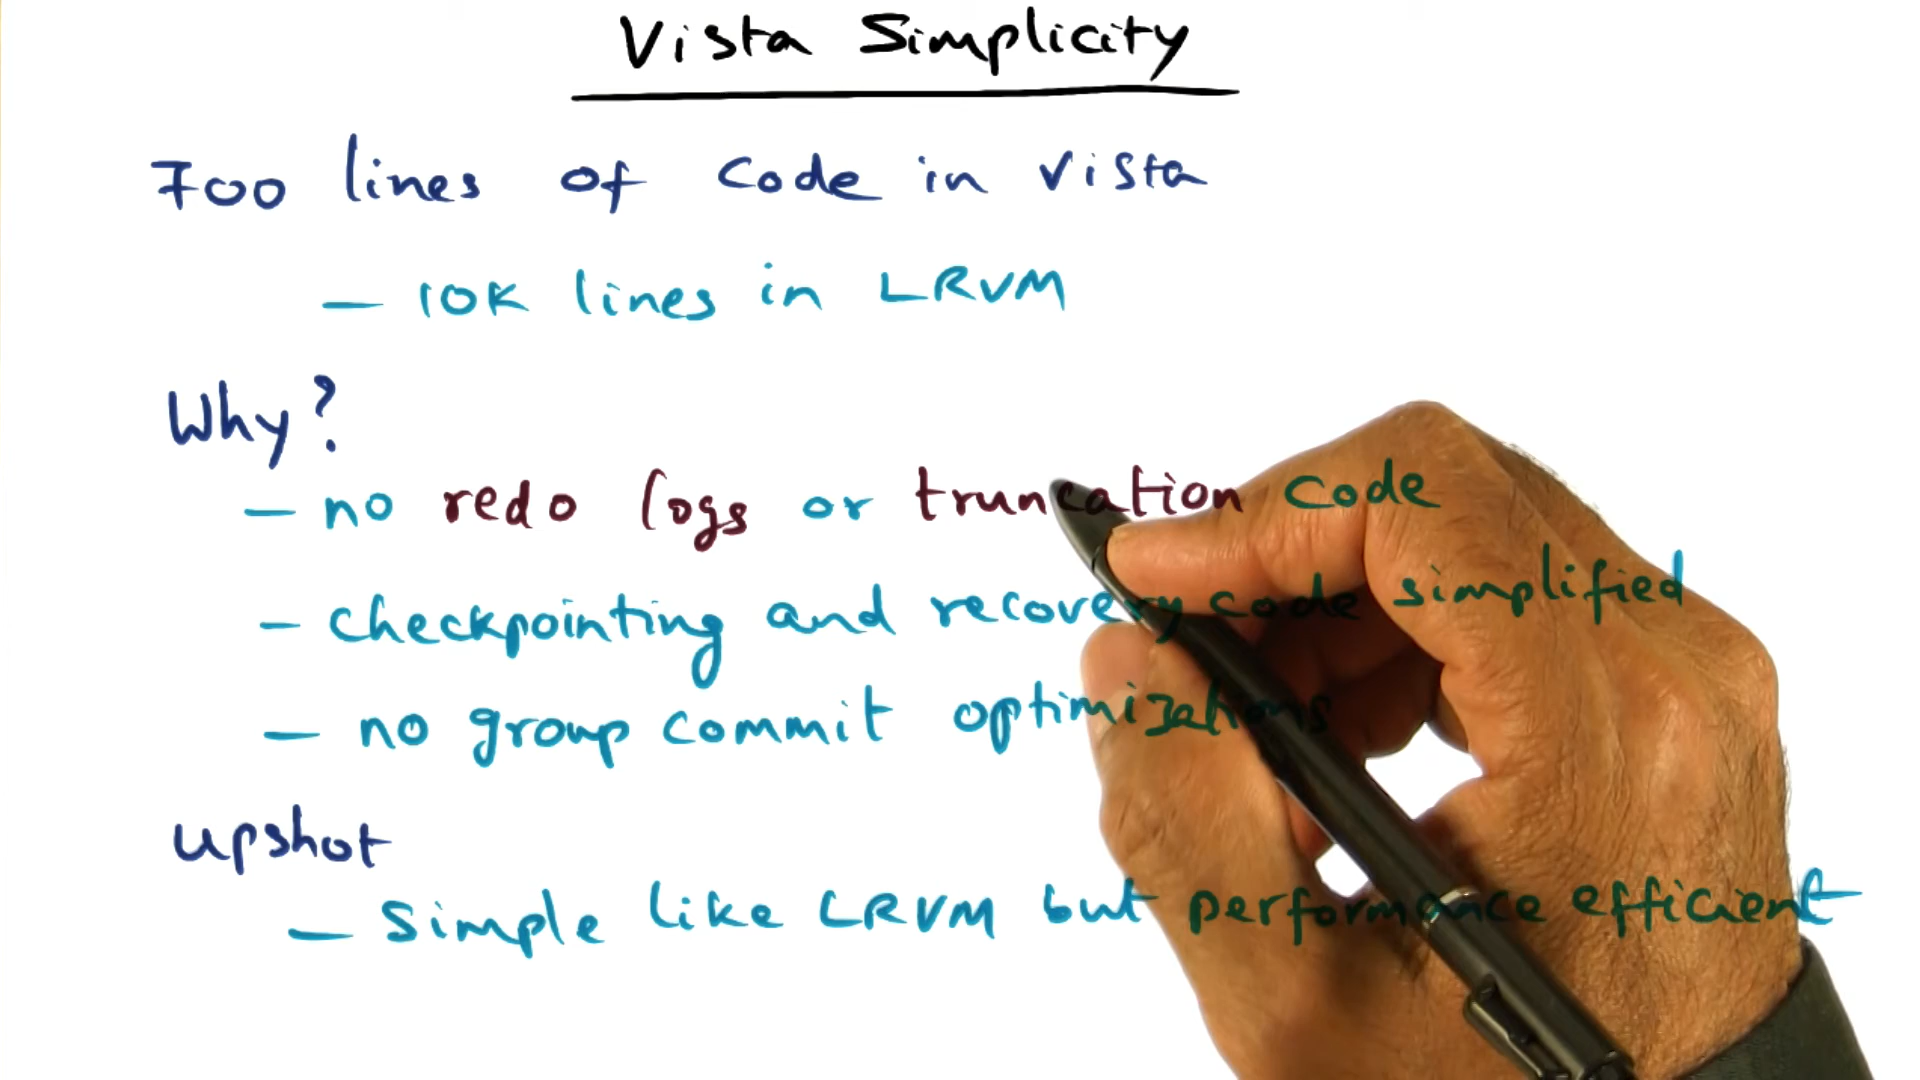 Vista Simplicity
700 lines of code in Vista
- 10K lines in LRVM
Why?
- no redo logs or truncation code
- checkpointing and recovery code simplified
- no group commit optimizations
upshot
- simple like LRVM but performance efficient